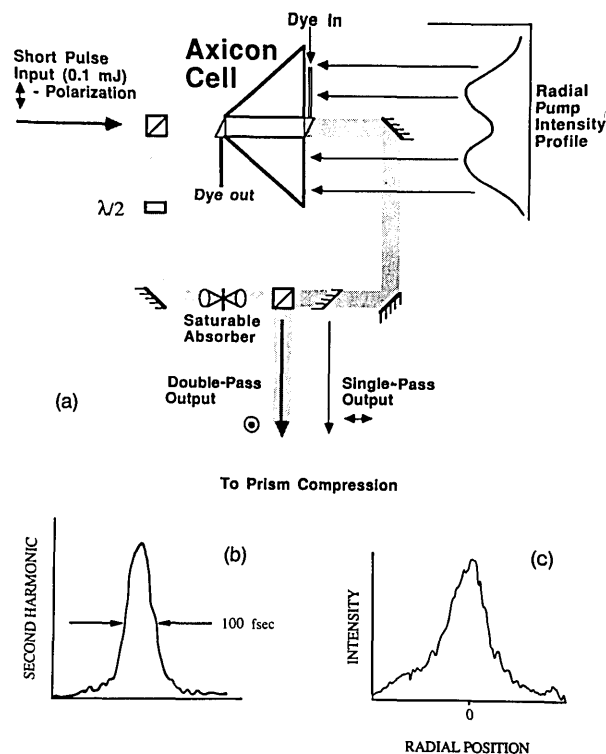 Dye In
Short Pulse
Input (0.1 mJ)
- Polarization
Axicon
Cell
Radial
Pump
Intensity
Profile
Dye out
λ/2
Saturable
Absorber
Double-Pass
Output
Single-Pass
Output
(a)
To Prism Compression
(b)
SECOND HARMONIC
100 fsec
(c)
INTENSITY
0
RADIAL POSITION